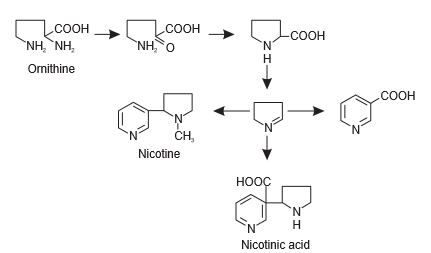 COOH
NH₂ NH₂
Ornithine
COOH
NH₂ O
COOH
N
H
N
N
CH₃
Nicotine
N
COOH
N
HOOC
N
N
H
Nicotinic acid